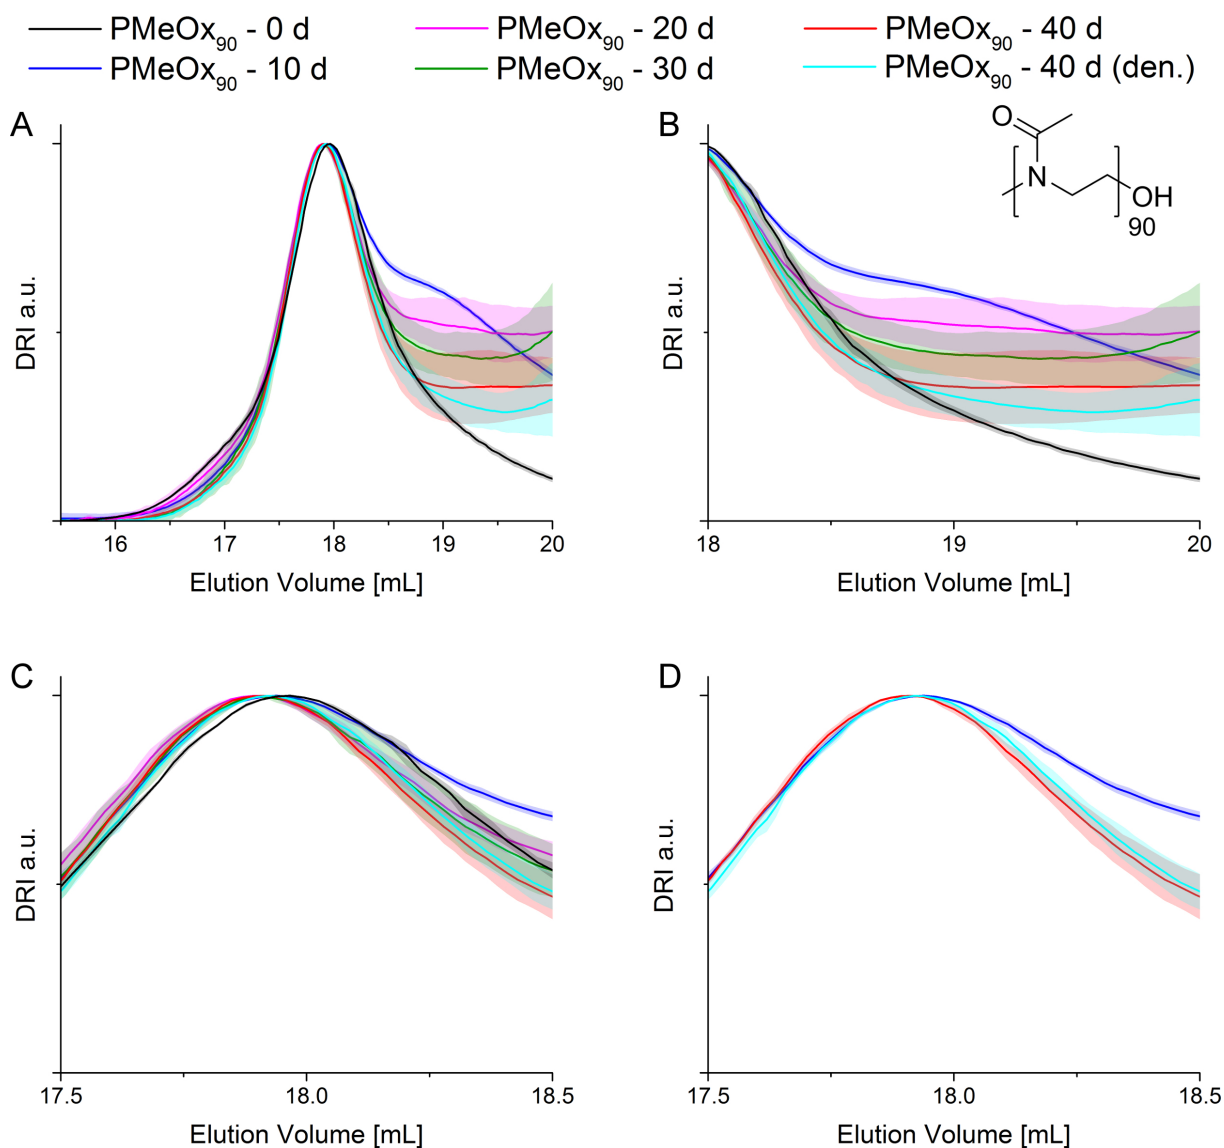 PMeOx90 - 0 d PMeOx90 - 20 d PMeOx90 - 40 d
PMeOx90 - 10 d PMeOx90 - 30 d PMeOx90 - 40 d (den.)
A
DRI a.u.
16 17 18 19 20
Elution Volume [mL]
B
O
N
OH
90
DRI a.u.
18 19 20
Elution Volume [mL]
C
DRI a.u.
17.5 18.0 18.5
Elution Volume [mL]
D
DRI a.u.
17.5 18.0 18.5
Elution Volume [mL]